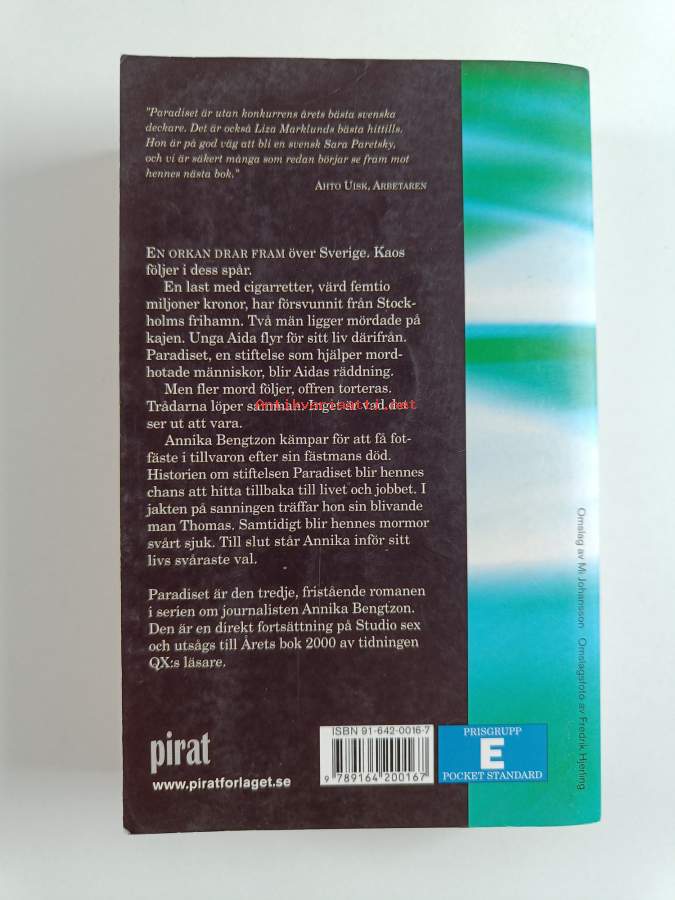 "Paradiset är utan konkurrens årets bästa svenska
deckare. Det är också Liza Marklunds bästa hittills.
Hon är på god väg att bli en svensk Sara Paretsky,
och vi är säkert många som redan börjar se fram mot
hennes nästa bok."
AHTO UISK, ARBETAREN
EN ORKAN DRAR FRAM över Sverige. Kaos
följer i dess spår.
En last med cigarretter, värd femtio
miljoner kronor, har försvunnit från Stock-
holms frihamn. Två män ligger mördade på
kajen. Unga Aida flyr för sitt liv därifrån.
Paradiset, en stiftelse som hjälper mord-
hotade människor, blir Aidas räddning.
Men fler mord följer, offren torteras.
Trådarna löper samman. Inget är vad det
ser ut att vara.
Annika Bengtzon kämpar för att få fot-
fäste i tillvaron efter sin fästmans död.
Historien om stiftelsen Paradiset blir hennes
chans att hitta tillbaka till livet och jobbet. I
jakten på sanningen träffar hon sin blivande
man Thomas. Samtidigt blir hennes mormor
svårt sjuk. Till slut står Annika inför sitt
livs svåraste val.
Paradiset är den tredje, fristående romanen
i serien om journalisten Annika Bengtzon.
Den är en direkt fortsättning på Studio sex
och utsågs till Årets bok 2000 av tidningen
QX:s läsare.
pirat
www.piratforlaget.se
ISBN 91-642-0016-7
9 789164 200167
PRISGRUPP
E
POCKET STANDARD
Omslag av Mi Johansson Omslagsfoto av Fredrik Hjerling